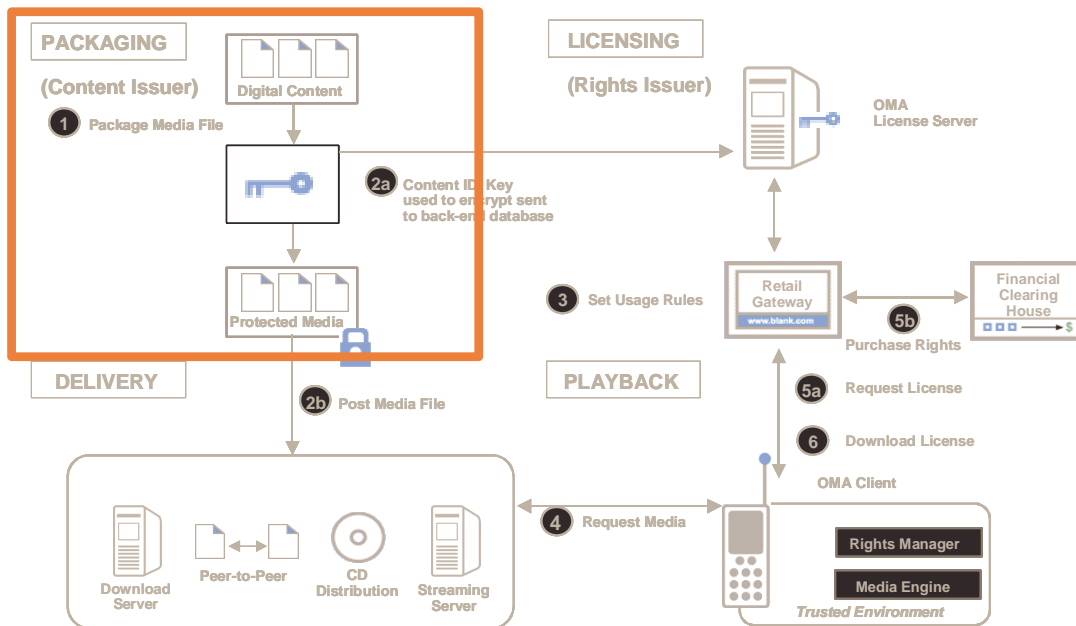 PACKAGING
(Content Issuer)
Digital Content
1 Package Media File
2a Content ID, Key
used to encrypt sent
to back-end database
Protected Media
LICENSING
(Rights Issuer)
OMA
License Server
3 Set Usage Rules
Retail
Gateway
www.blank.com
5b
Purchase Rights
Financial
Clearing
House
$
DELIVERY
2b Post Media File
PLAYBACK
5a Request License
6 Download License
OMA Client
4 Request Media
Download
Server
Peer-to-Peer
CD
Distribution
Streaming
Server
Rights Manager
Media Engine
Trusted Environment